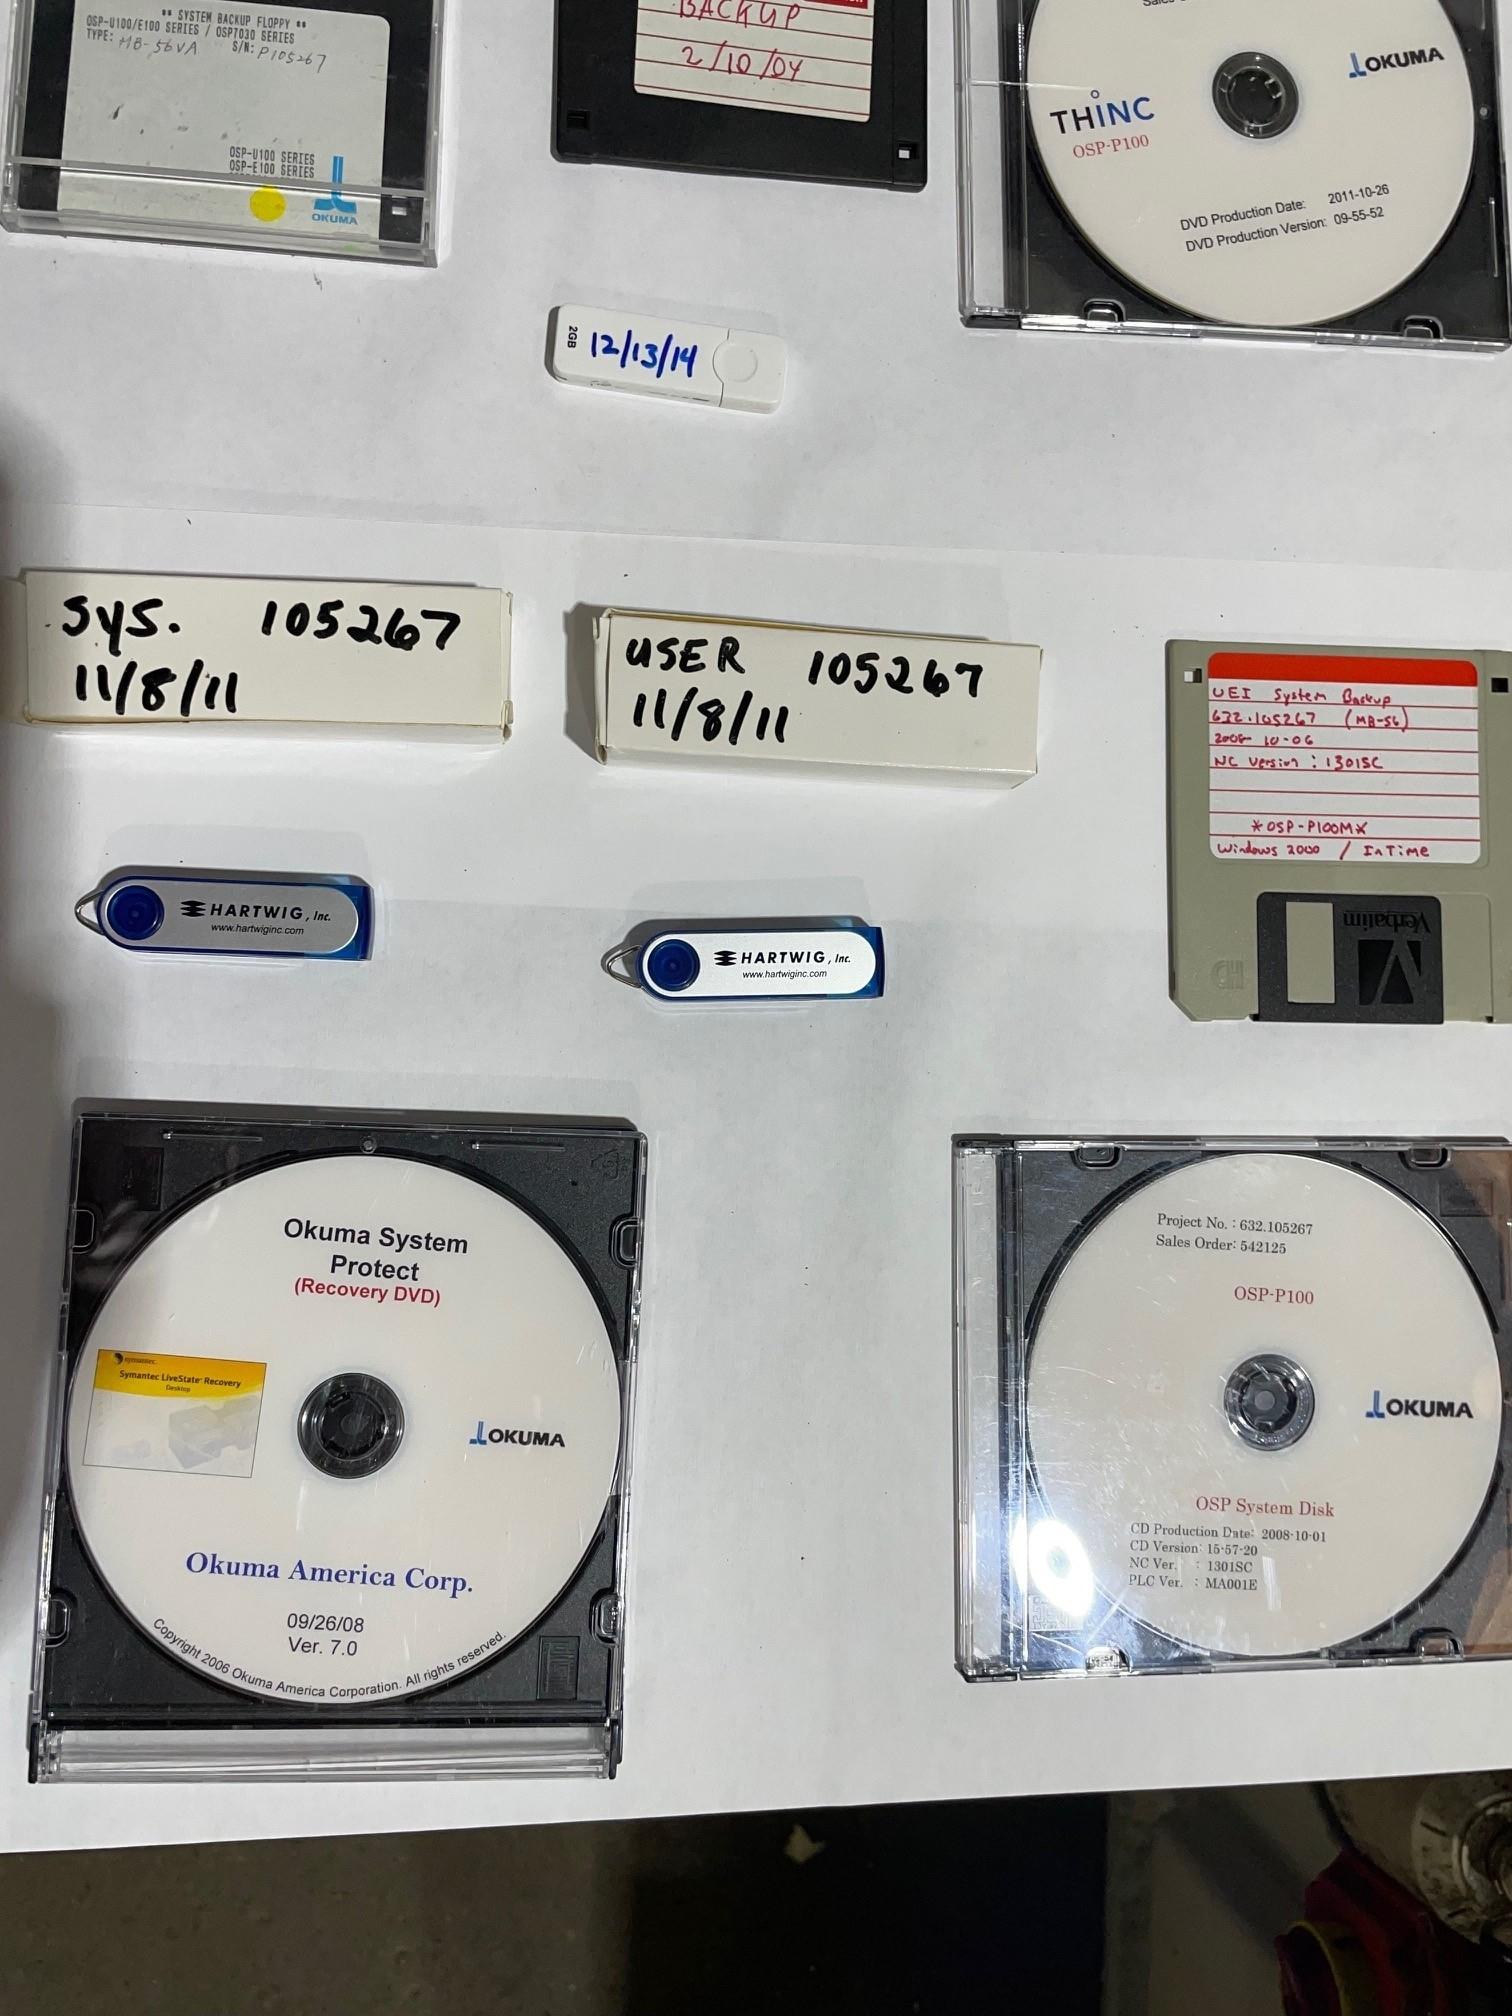 ** SYSTEM BACKUP FLOPPY **
OSP-U100/E100 SERIES / OSP7030 SERIES
TYPE: MB-56VA S/N: P105267
OSP-U100 SERIES
OSP-E100 SERIES
OKUMA
BACKUP
2/10/04
OKUMA
THiNC
OSP-P100
DVD Production Date: 2011-10-26
DVD Production Version: 09-55-52
2GB
12/13/14
SYS. 105267
11/8/11
USER 105267
11/8/11
UEI System Backup
632.105267 (MB-56)
2008-10-06
NC Version : 1301SC
*OSP-P100M*
Windows 2000 / InTime
Verbatim
HD
HARTWIG, Inc.
www.hartwiginc.com
HARTWIG, Inc.
www.hartwiginc.com
Okuma System
Protect
(Recovery DVD)
symantec.
Symantec LiveState Recovery
Desktop
OKUMA
Okuma America Corp.
09/26/08
Ver. 7.0
Copyright 2006 Okuma America Corporation. All rights reserved.
Project No. : 632.105267
Sales Order: 542125
OSP-P100
OKUMA
OSP System Disk
CD Production Date: 2008-10-01
CD Version: 15-57-20
NC Ver. : 1301SC
PLC Ver. : MA001E